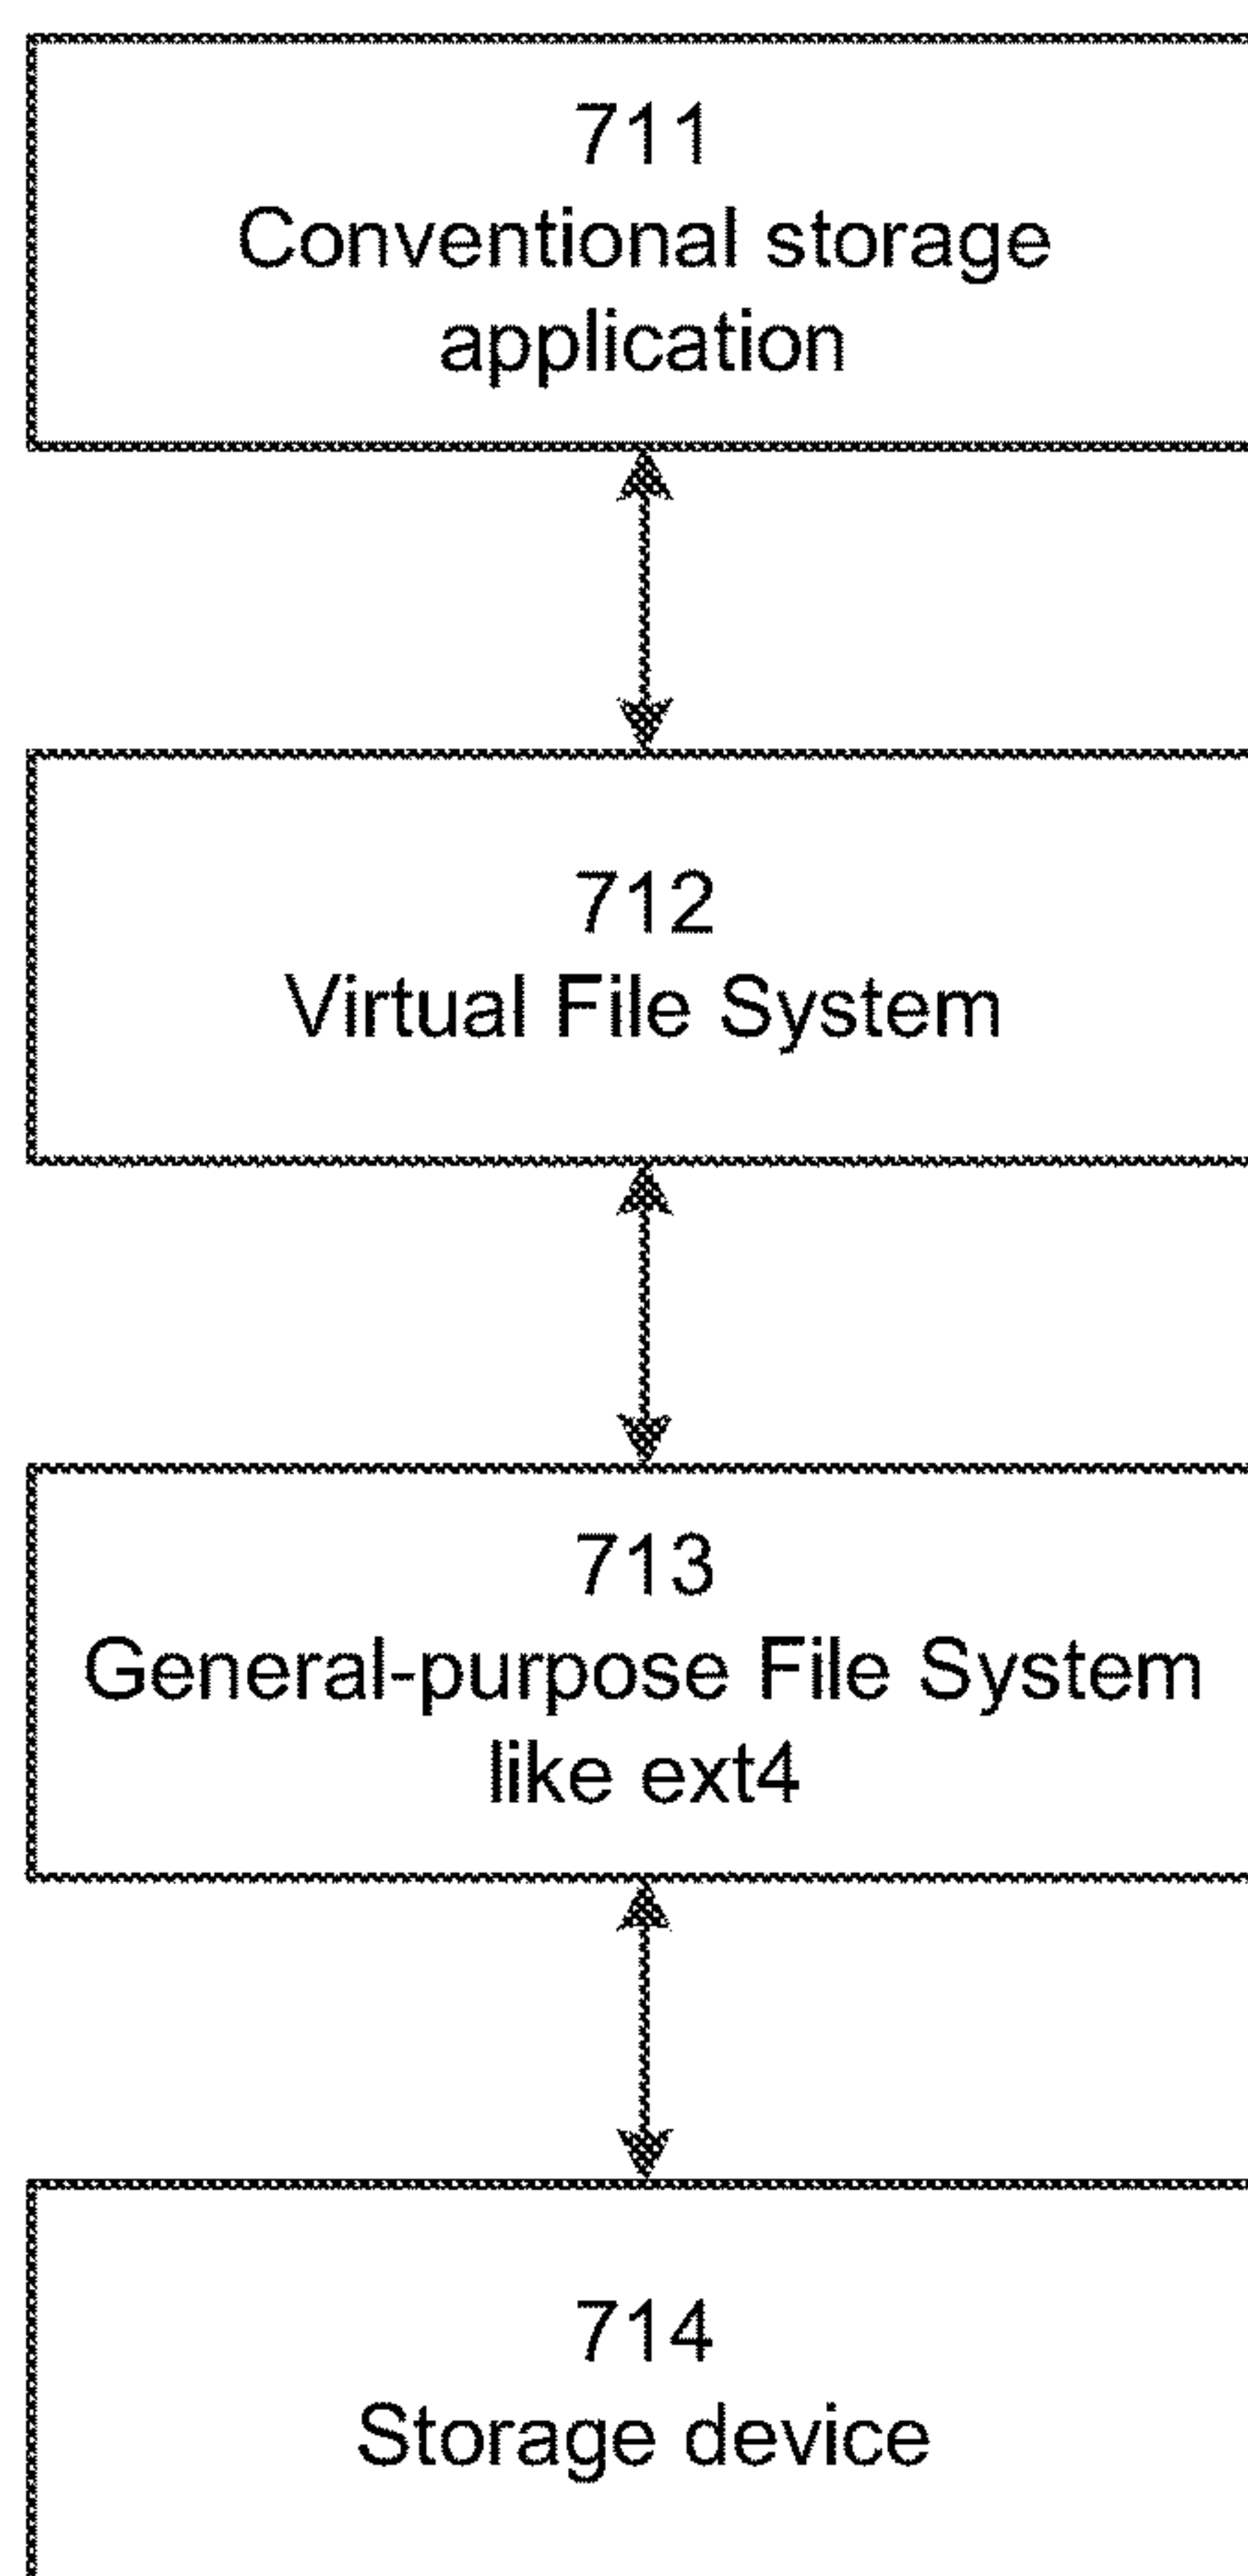 711
Conventional storage
application
712
Virtual File System
713
General-purpose File System
like ext4
714
Storage device